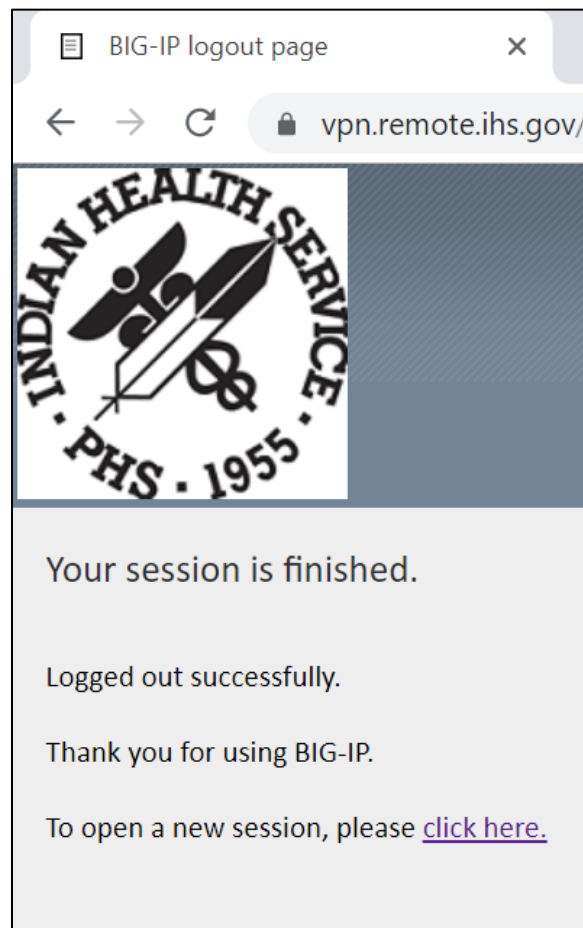 BIG-IP logout page
vpn.remote.ihs.gov/
INDIAN HEALTH SERVICE · PHS · 1955 ·
Your session is finished.
Logged out successfully.
Thank you for using BIG-IP.
To open a new session, please click here.